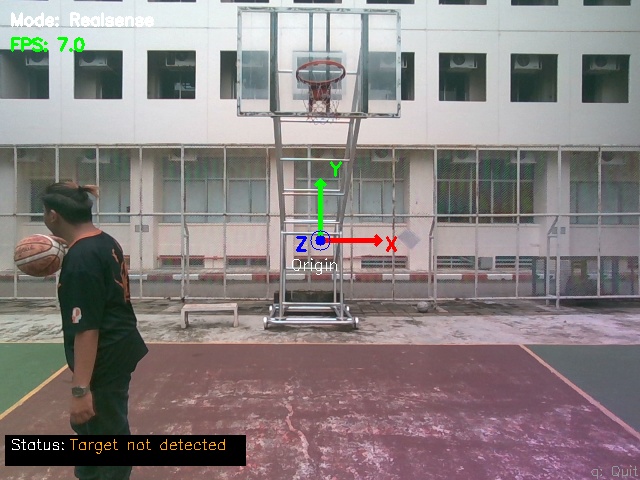 Mode: Realsense
FPS: 7.0
Y
Z
X
Origin
Status: Target not detected
q: Quit